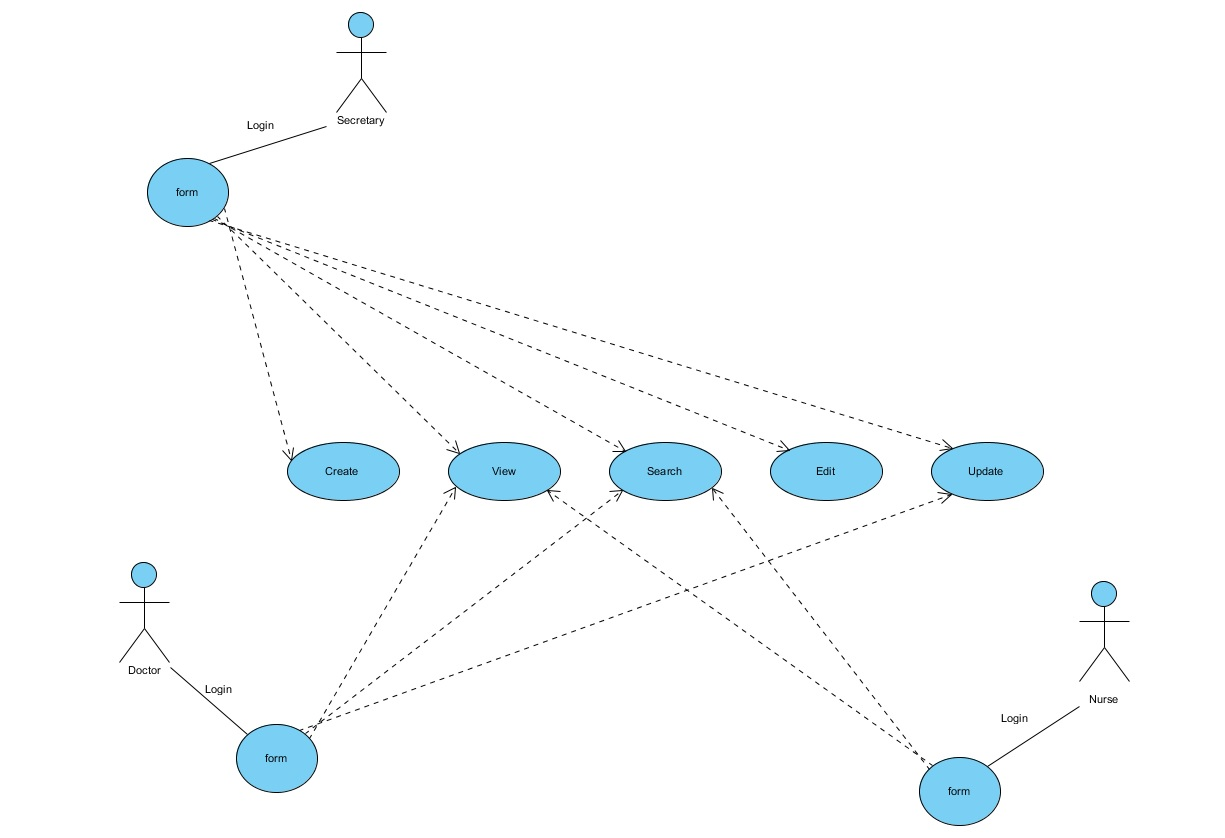 Secretary
Login
form
Create
View
Search
Edit
Update
Doctor
Login
form
Nurse
Login
form